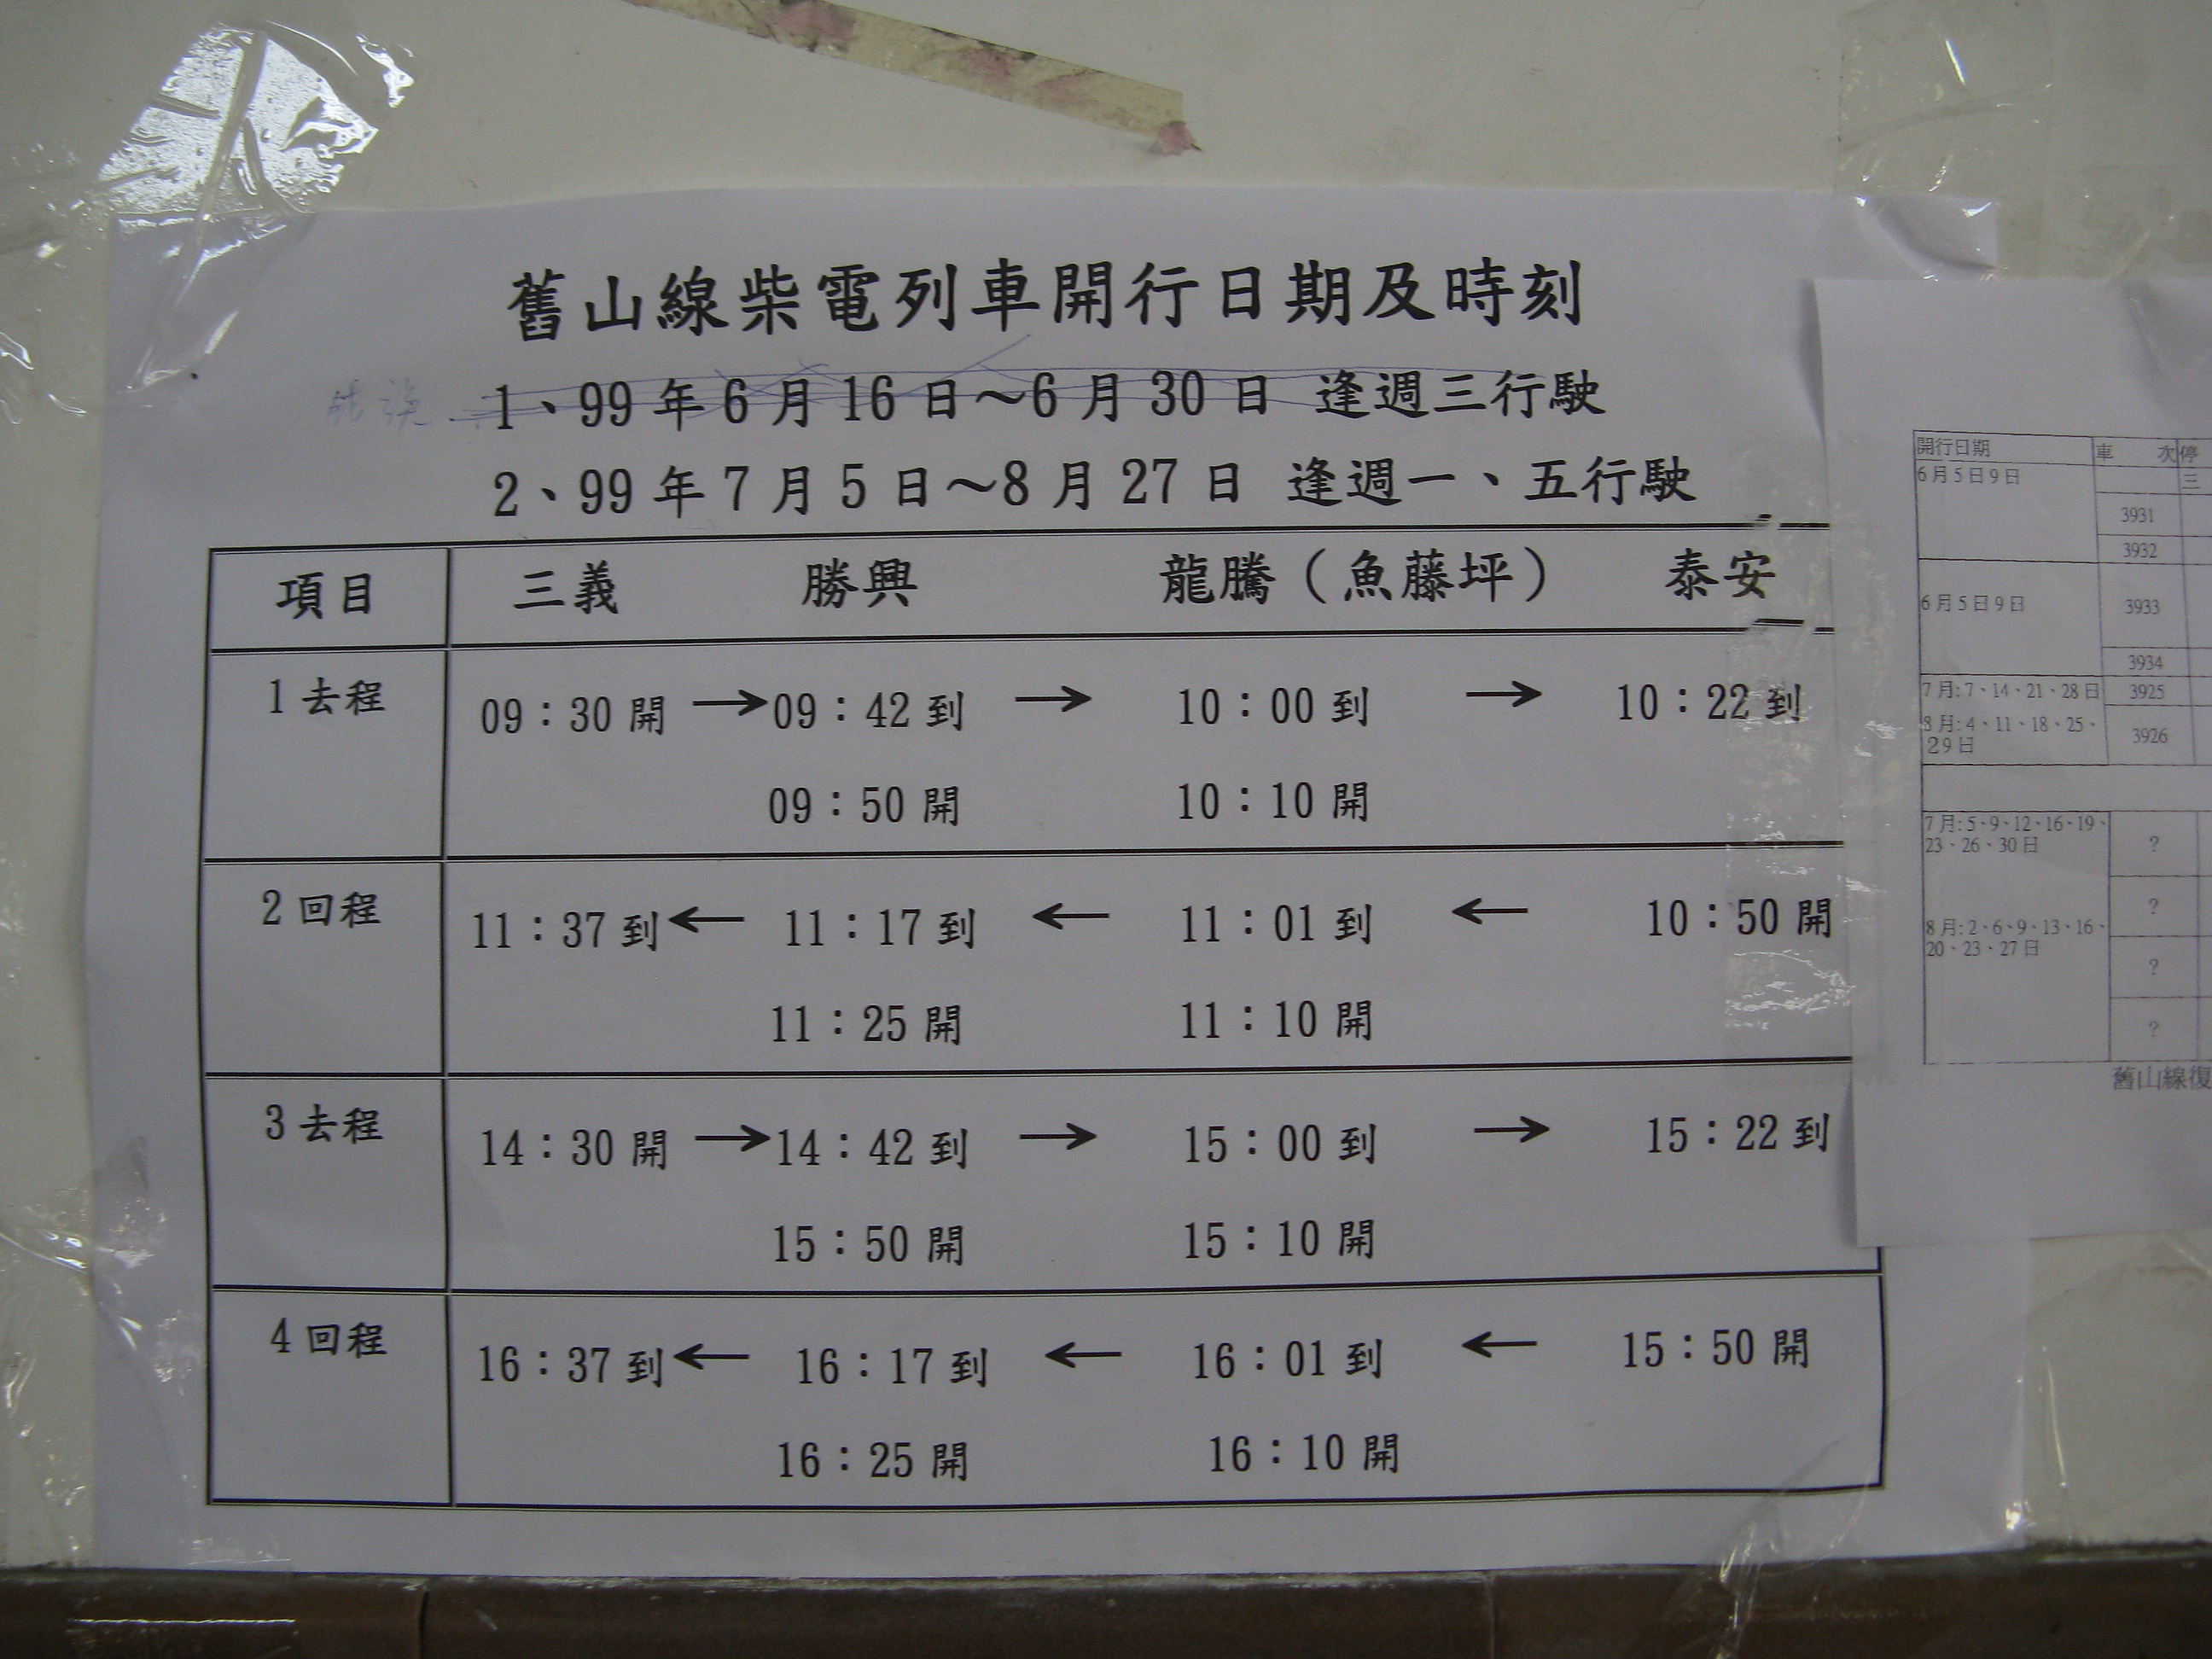 舊山線柴電列車開行日期及時刻
1、99年6月16日～6月30日 逢週三行駛
2、99年7月5日～8月27日 逢週一、五行駛
項目 三義 勝興 龍騰（魚藤坪） 泰安
1去程 09：30開 →09：42到 → 10：00到 → 10：22到
09：50開 10：10開
2回程 11：37到← 11：17到 ← 11：01到 ← 10：50開
11：25開 11：10開
3去程 14：30開 →14：42到 → 15：00到 → 15：22到
15：50開 15：10開
4回程 16：37到← 16：17到 ← 16：01到 ← 15：50開
16：25開 16：10開
開行日期 車 次 停
6月5日9日 三
3931
3932
6月5日9日 3933
3934
7月:7、14、21、28日 3925
8月:4、11、18、25、
29日 3926
7月:5、9、12、16、19、
23、26、30日 ?
?
8月:2、6、9、13、16、
20、23、27日 ?
?
舊山線復